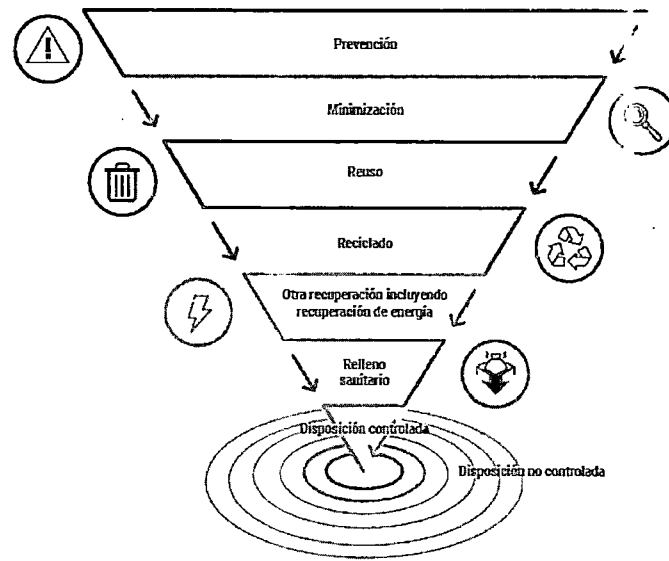 Prevención
Minimización
Reuso
Reciclado
Otra recuperación incluyendo
recuperación de energía
Relleno
sanitario
Disposición controlada
Disposición no controlada